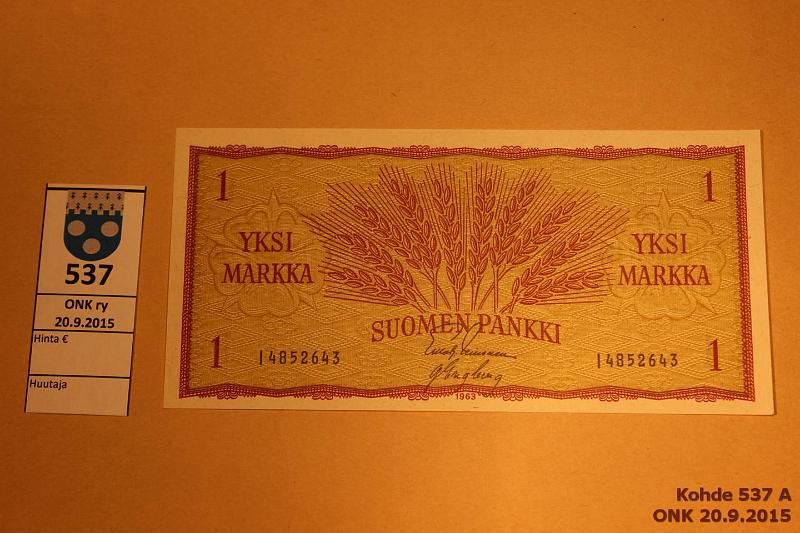 537
ONK ry
20.9.2015
Hinta €
Huutaja
1 1
YKSI MARKKA
YKSI MARKKA
SUOMEN PANKKI
1 1
I4852643 I4852643
1963
Kohde 537 A
ONK 20.9.2015